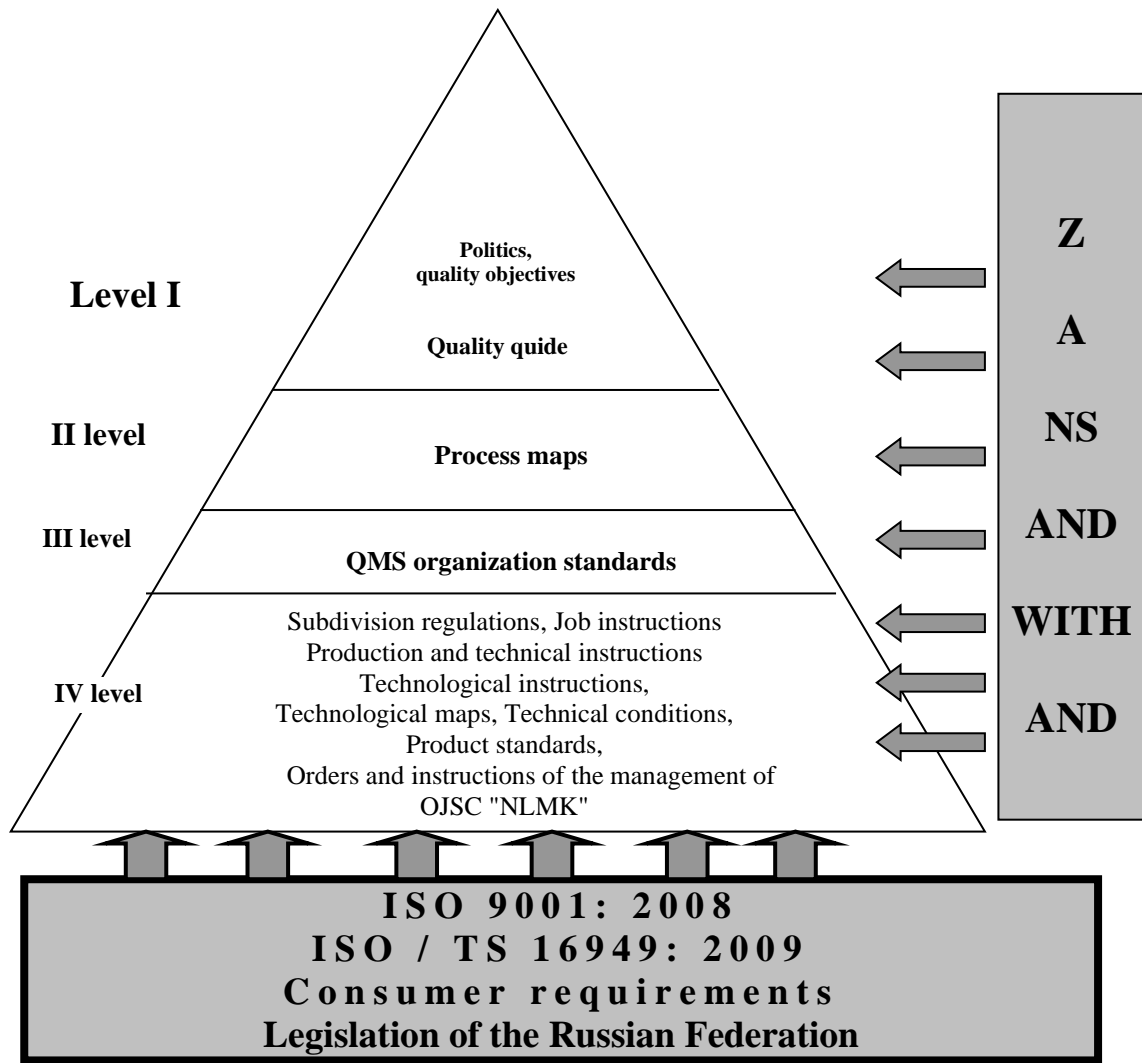 Politics,
quality objectives
Level I
Quality quide
II level
Process maps
III level
QMS organization standards
IV level
Subdivision regulations, Job instructions
Production and technical instructions
Technological instructions,
Technological maps, Technical conditions,
Product standards,
Orders and instructions of the management of
OJSC "NLMK"
Z
A
NS
AND
WITH
AND
ISO 9001: 2008
ISO / TS 16949: 2009
Consumer requirements
Legislation of the Russian Federation